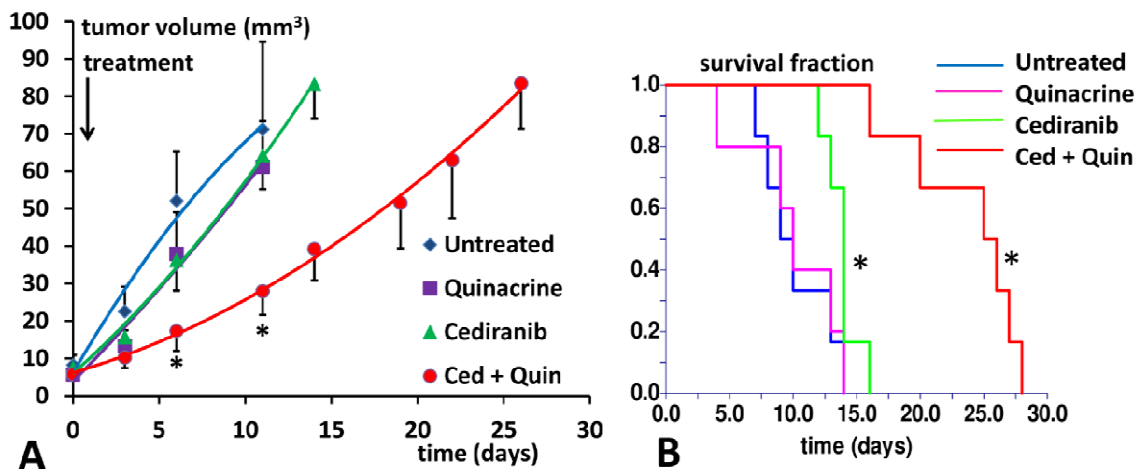 tumor volume (mm³)
treatment
100
90
80
70
60
50
40
30
20
10
0
0
5
10
15
20
25
30
time (days)
Untreated
Quinacrine
Cediranib
Ced + Quin
*
*
A
survival fraction
Untreated
Quinacrine
Cediranib
Ced + Quin
1.0
0.8
0.6
0.4
0.2
0.0
0.0
5.0
10.0
15.0
20.0
25.0
30.0
time (days)
*
*
B